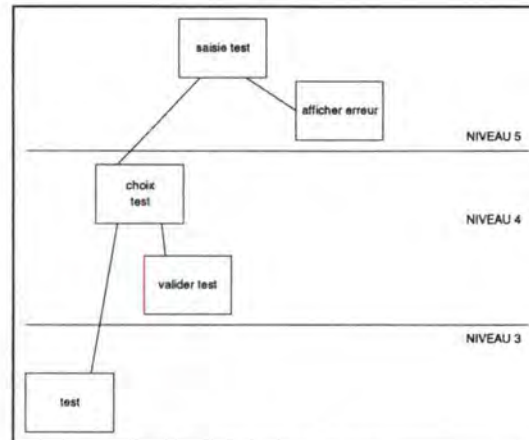 saisie test
afficher erreur
NIVEAU 5
choix
test
NIVEAU 4
valider test
NIVEAU 3
test